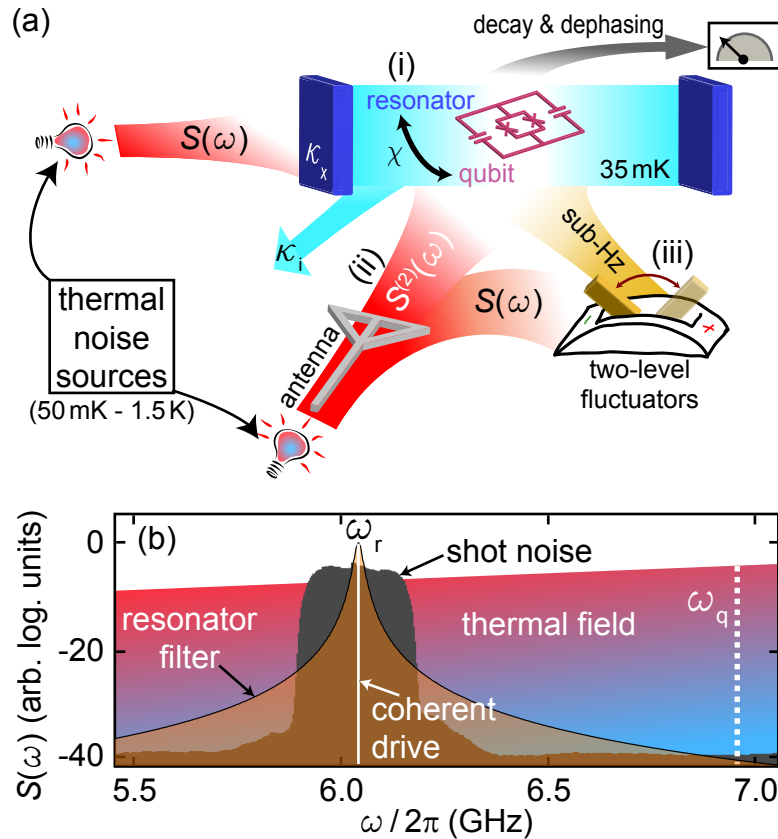 (a)
decay & dephasing
(i)
resonator
S(ω)
κx
χ
qubit
35 mK
κi
(ii)
S(2)(ω)
sub-Hz
(iii)
S(ω)
- +
thermal
noise
sources
(50 mK - 1.5 K)
antenna
two-level
fluctuators
(b)
ωr
shot noise
resonator
filter
thermal field
ωq
coherent
drive
S(ω) (arb. log. units)
0
-20
-40
5.5 6.0 6.5 7.0
ω / 2π (GHz)